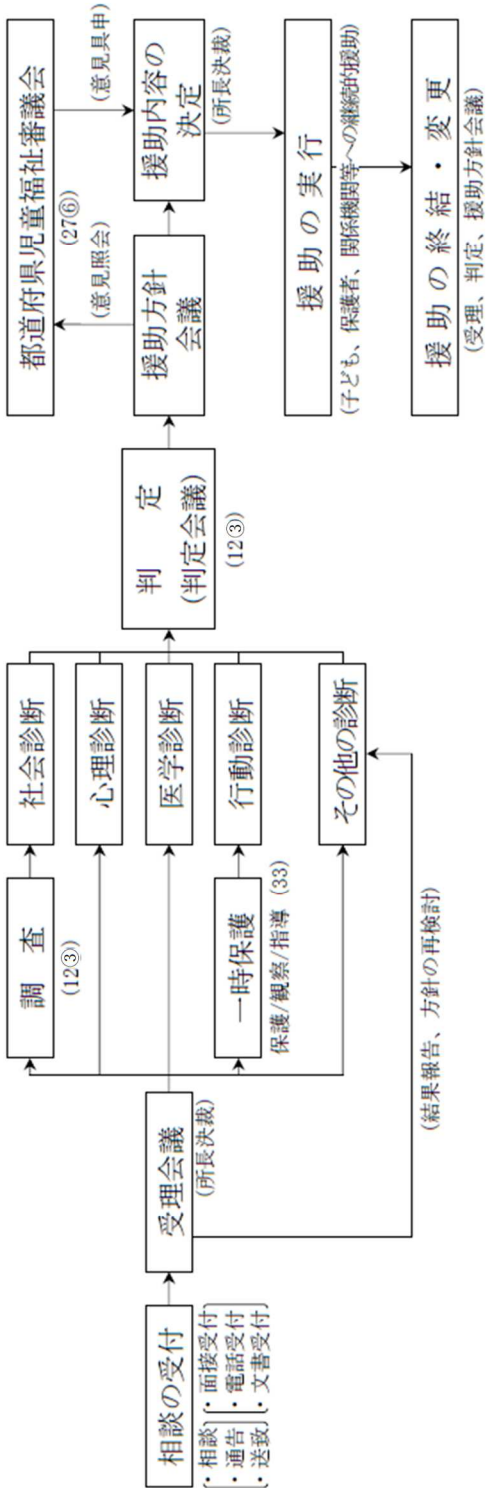 相談の受付
・相談
・通告
・送致
・面接受付
・電話受付
・文書受付
受理会議
(所長決裁)
調　査
(12③)
社会診断
心理診断
医学診断
一時保護
保護/観察/指導 (33)
行動診断
その他の診断
(結果報告、方針の再検討)
判　定
(判定会議)
(12③)
援助方針
会議
(意見照会)
都道府県児童福祉審議会
(27⑥)
(意見具申)
援助内容の
決定
(所長決裁)
援 助 の 実 行
(子ども、保護者、関係機関等への継続的援助)
援 助 の 終 結 ・ 変 更
(受理、判定、援助方針会議)